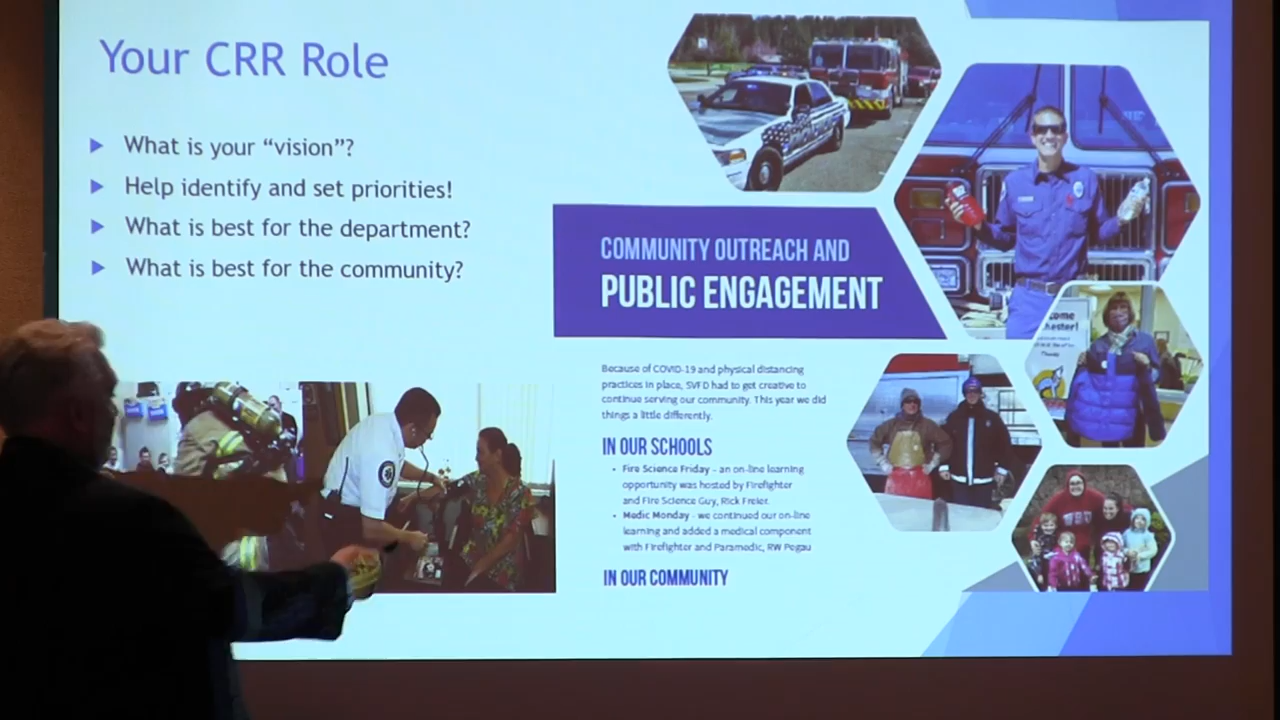 Your CRR Role
What is your “vision”?
Help identify and set priorities!
What is best for the department?
What is best for the community?
COMMUNITY OUTREACH AND
PUBLIC ENGAGEMENT
Because of COVID-19 and physical distancing
practices in place, SVFD had to get creative to
continue serving our community. This year we did
things a little differently.
IN OUR SCHOOLS
• Fire Science Friday - an on-line learning
opportunity was hosted by Firefighter
and Fire Science Guy, Rick Freier.
• Medic Monday - we continued our on-line
learning and added a medical component
with Firefighter and Paramedic, RW Pegau
IN OUR COMMUNITY